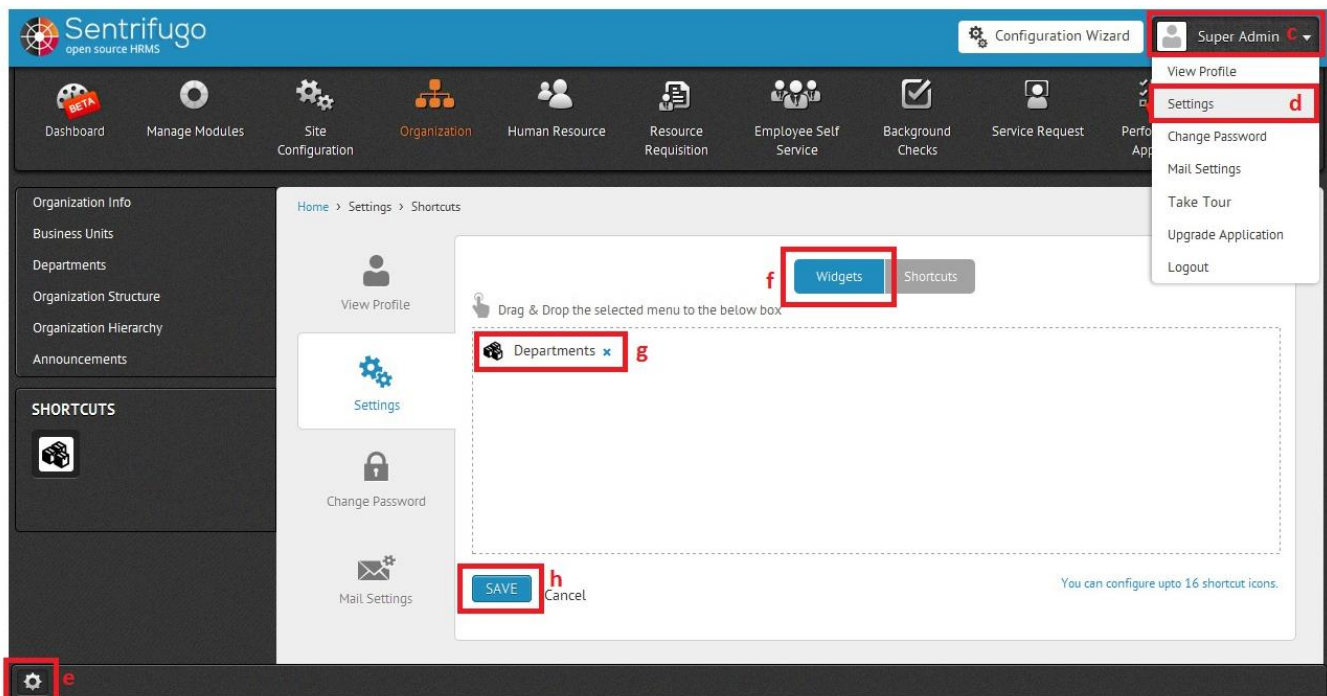 Sentrifugo
open source HRMS
Configuration Wizard
Super Admin c
View Profile
Settings d
Change Password
Mail Settings
Take Tour
Upgrade Application
Logout
BETA
Dashboard
Manage Modules
Site
Configuration
Organization
Human Resource
Resource
Requisition
Employee Self
Service
Background
Checks
Service Request
Perfo
App
Organization Info
Business Units
Departments
Organization Structure
Organization Hierarchy
Announcements
SHORTCUTS
Home > Settings > Shortcuts
View Profile
Settings
Change Password
Mail Settings
f Widgets Shortcuts
Drag & Drop the selected menu to the below box
Departments x g
SAVE h Cancel
You can configure upto 16 shortcut icons.
e